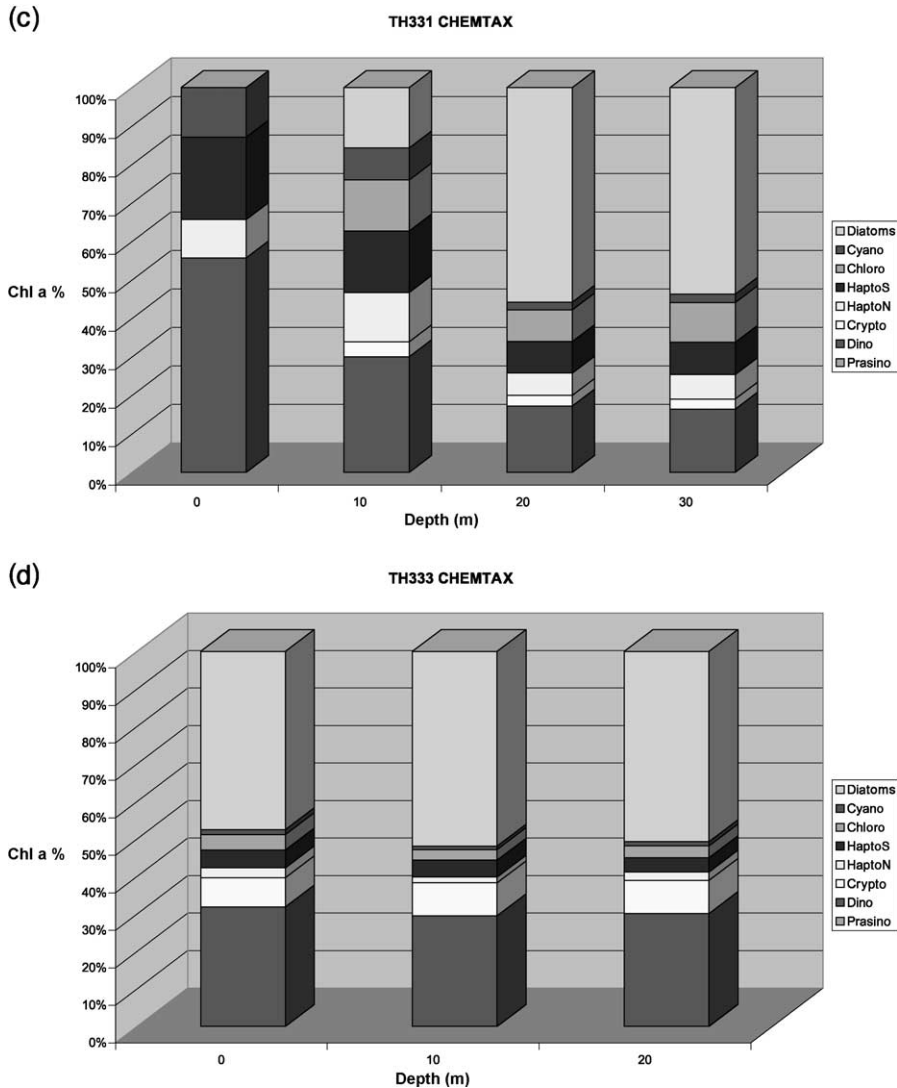 (c)
TH331 CHEMTAX
100%
90%
80%
70%
60%
50%
40%
30%
20%
10%
0%
Chl a %
0 10 20 30
Depth (m)
Diatoms
Cyano
Chloro
HaptoS
HaptoN
Crypto
Dino
Prasino
(d)
TH333 CHEMTAX
100%
90%
80%
70%
60%
50%
40%
30%
20%
10%
0%
Chl a %
0 10 20
Depth (m)
Diatoms
Cyano
Chloro
HaptoS
HaptoN
Crypto
Dino
Prasino